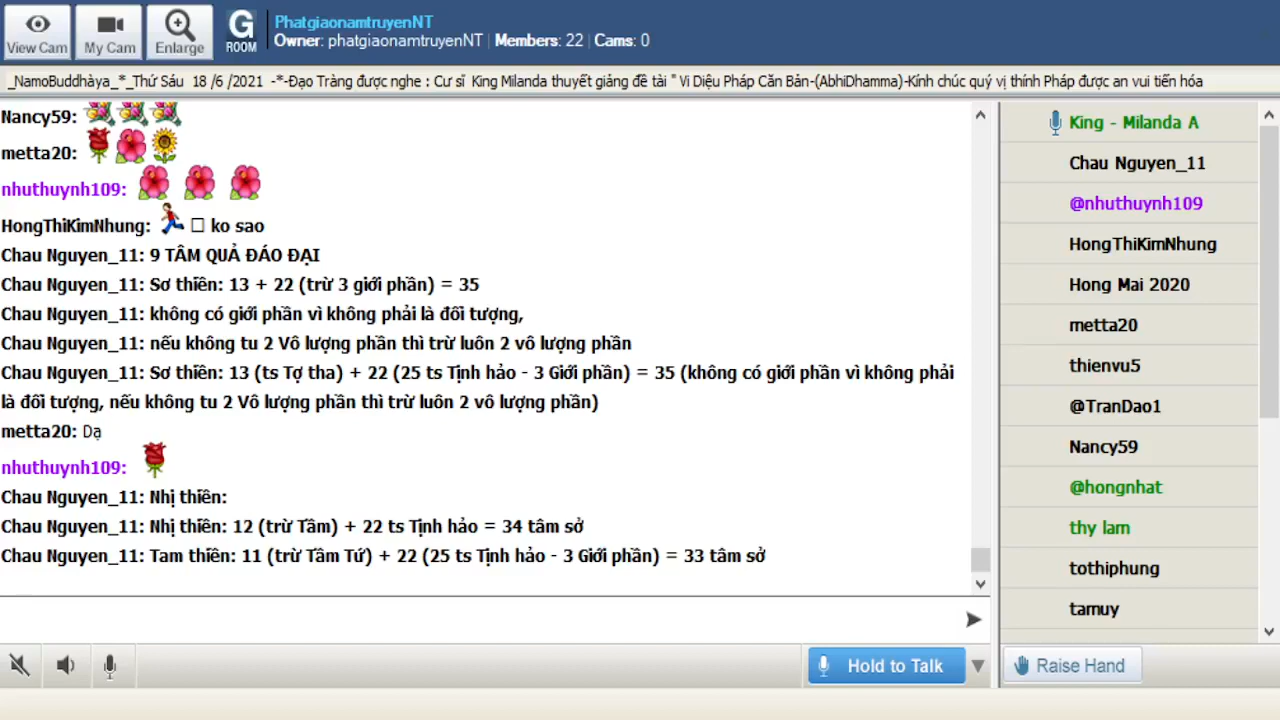 View Cam
My Cam
Enlarge
G
ROOM
PhatgiaonamtruyenNT
Owner: phatgiaonamtruyenNT | Members: 22 | Cams: 0
_NamoBuddhàya_*_Thứ Sáu 18 /6 /2021 -*-Đạo Tràng được nghe : Cư sĩ King Milanda thuyết giảng đề tài " Vi Diệu Pháp Căn Bản-(AbhiDhamma)-Kính chúc quý vị thính Pháp được an vui tiến hóa
Nancy59:
metta20:
nhuthuynh109:
HongThiKimNhung: ko sao
Chau Nguyen_11: 9 TÂM QUẢ ĐÁO ĐẠI
Chau Nguyen_11: Sơ thiền: 13 + 22 (trừ 3 giới phần) = 35
Chau Nguyen_11: không có giới phần vì không phải là đối tượng,
Chau Nguyen_11: nếu không tu 2 Vô lượng phần thì trừ luôn 2 vô lượng phần
Chau Nguyen_11: Sơ thiền: 13 (ts Tợ tha) + 22 (25 ts Tịnh hảo - 3 Giới phần) = 35 (không có giới phần vì không phải
là đối tượng, nếu không tu 2 Vô lượng phần thì trừ luôn 2 vô lượng phần)
metta20: Dạ
nhuthuynh109:
Chau Nguyen_11: Nhị thiền:
Chau Nguyen_11: Nhị thiền: 12 (trừ Tầm) + 22 ts Tịnh hảo = 34 tâm sở
Chau Nguyen_11: Tam thiền: 11 (trừ Tầm Tứ) + 22 (25 ts Tịnh hảo - 3 Giới phần) = 33 tâm sở
King - Milanda A
Chau Nguyen_11
@nhuthuynh109
HongThiKimNhung
Hong Mai 2020
metta20
thienvu5
@TranDao1
Nancy59
@hongnhat
thy lam
tothiphung
tamuy
Hold to Talk
Raise Hand